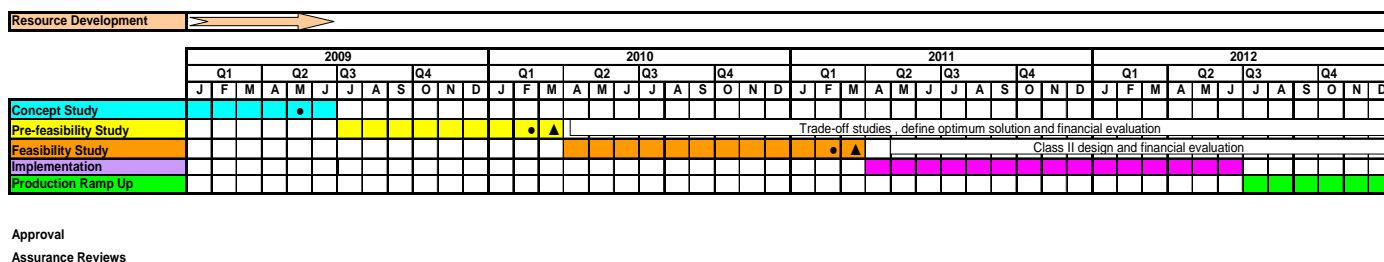 Resource Development
2009 2010 2011 2012
Q1 Q2 Q3 Q4 Q1 Q2 Q3 Q4 Q1 Q2 Q3 Q4 Q1 Q2 Q3 Q4
J F M A M J J A S O N D J F M A M J J A S O N D J F M A M J J A S O N D J F M A M J J A S O N D
Concept Study
Pre-feasibility Study Trade-off studies , define optimum solution and financial evaluation
Feasibility Study Class II design and financial evaluation
Implementation
Production Ramp Up
Approval
Assurance Reviews